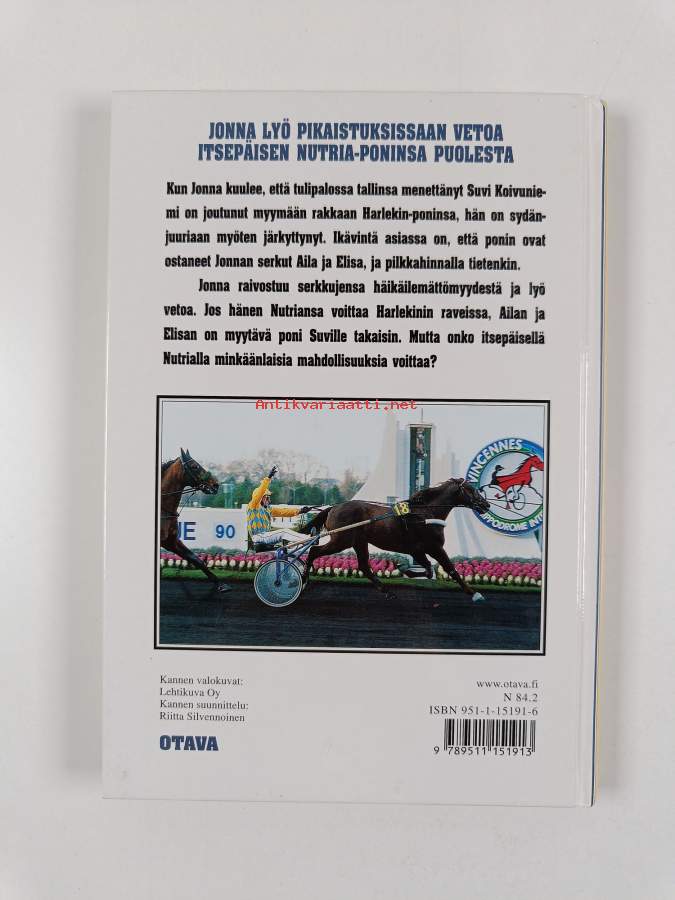 JONNA LYÖ PIKAISTUKSISSAAN VETOA
ITSEPÄISEN NUTRIA-PONINSA PUOLESTA
Kun Jonna kuulee, että tulipalossa tallinsa menettänyt Suvi Koivunie-
mi on joutunut myymään rakkaan Harlekin-poninsa, hän on sydän-
juuriaan myöten järkyttynyt. Ikävintä asiassa on, että ponin ovat
ostaneet Jonnan serkut Aila ja Elisa, ja pilkkahinnalla tietenkin.
Jonna raivostuu serkkujensa häikäilemättömyydestä ja lyö
vetoa. Jos hänen Nutriansa voittaa Harlekinin raveissa, Ailan ja
Elisan on myytävä poni Suville takaisin. Mutta onko itsepäisellä
Nutrialla minkäänlaisia mahdollisuuksia voittaa?
Antikvariaatti.net
VINCENNES
HIPPODROME INTE
UE 90
18
Kannen valokuvat:
Lehtikuva Oy
Kannen suunnittelu:
Riitta Silvennoinen
OTAVA
www.otava.fi
N 84.2
ISBN 951-1-15191-6
9 789511 151913